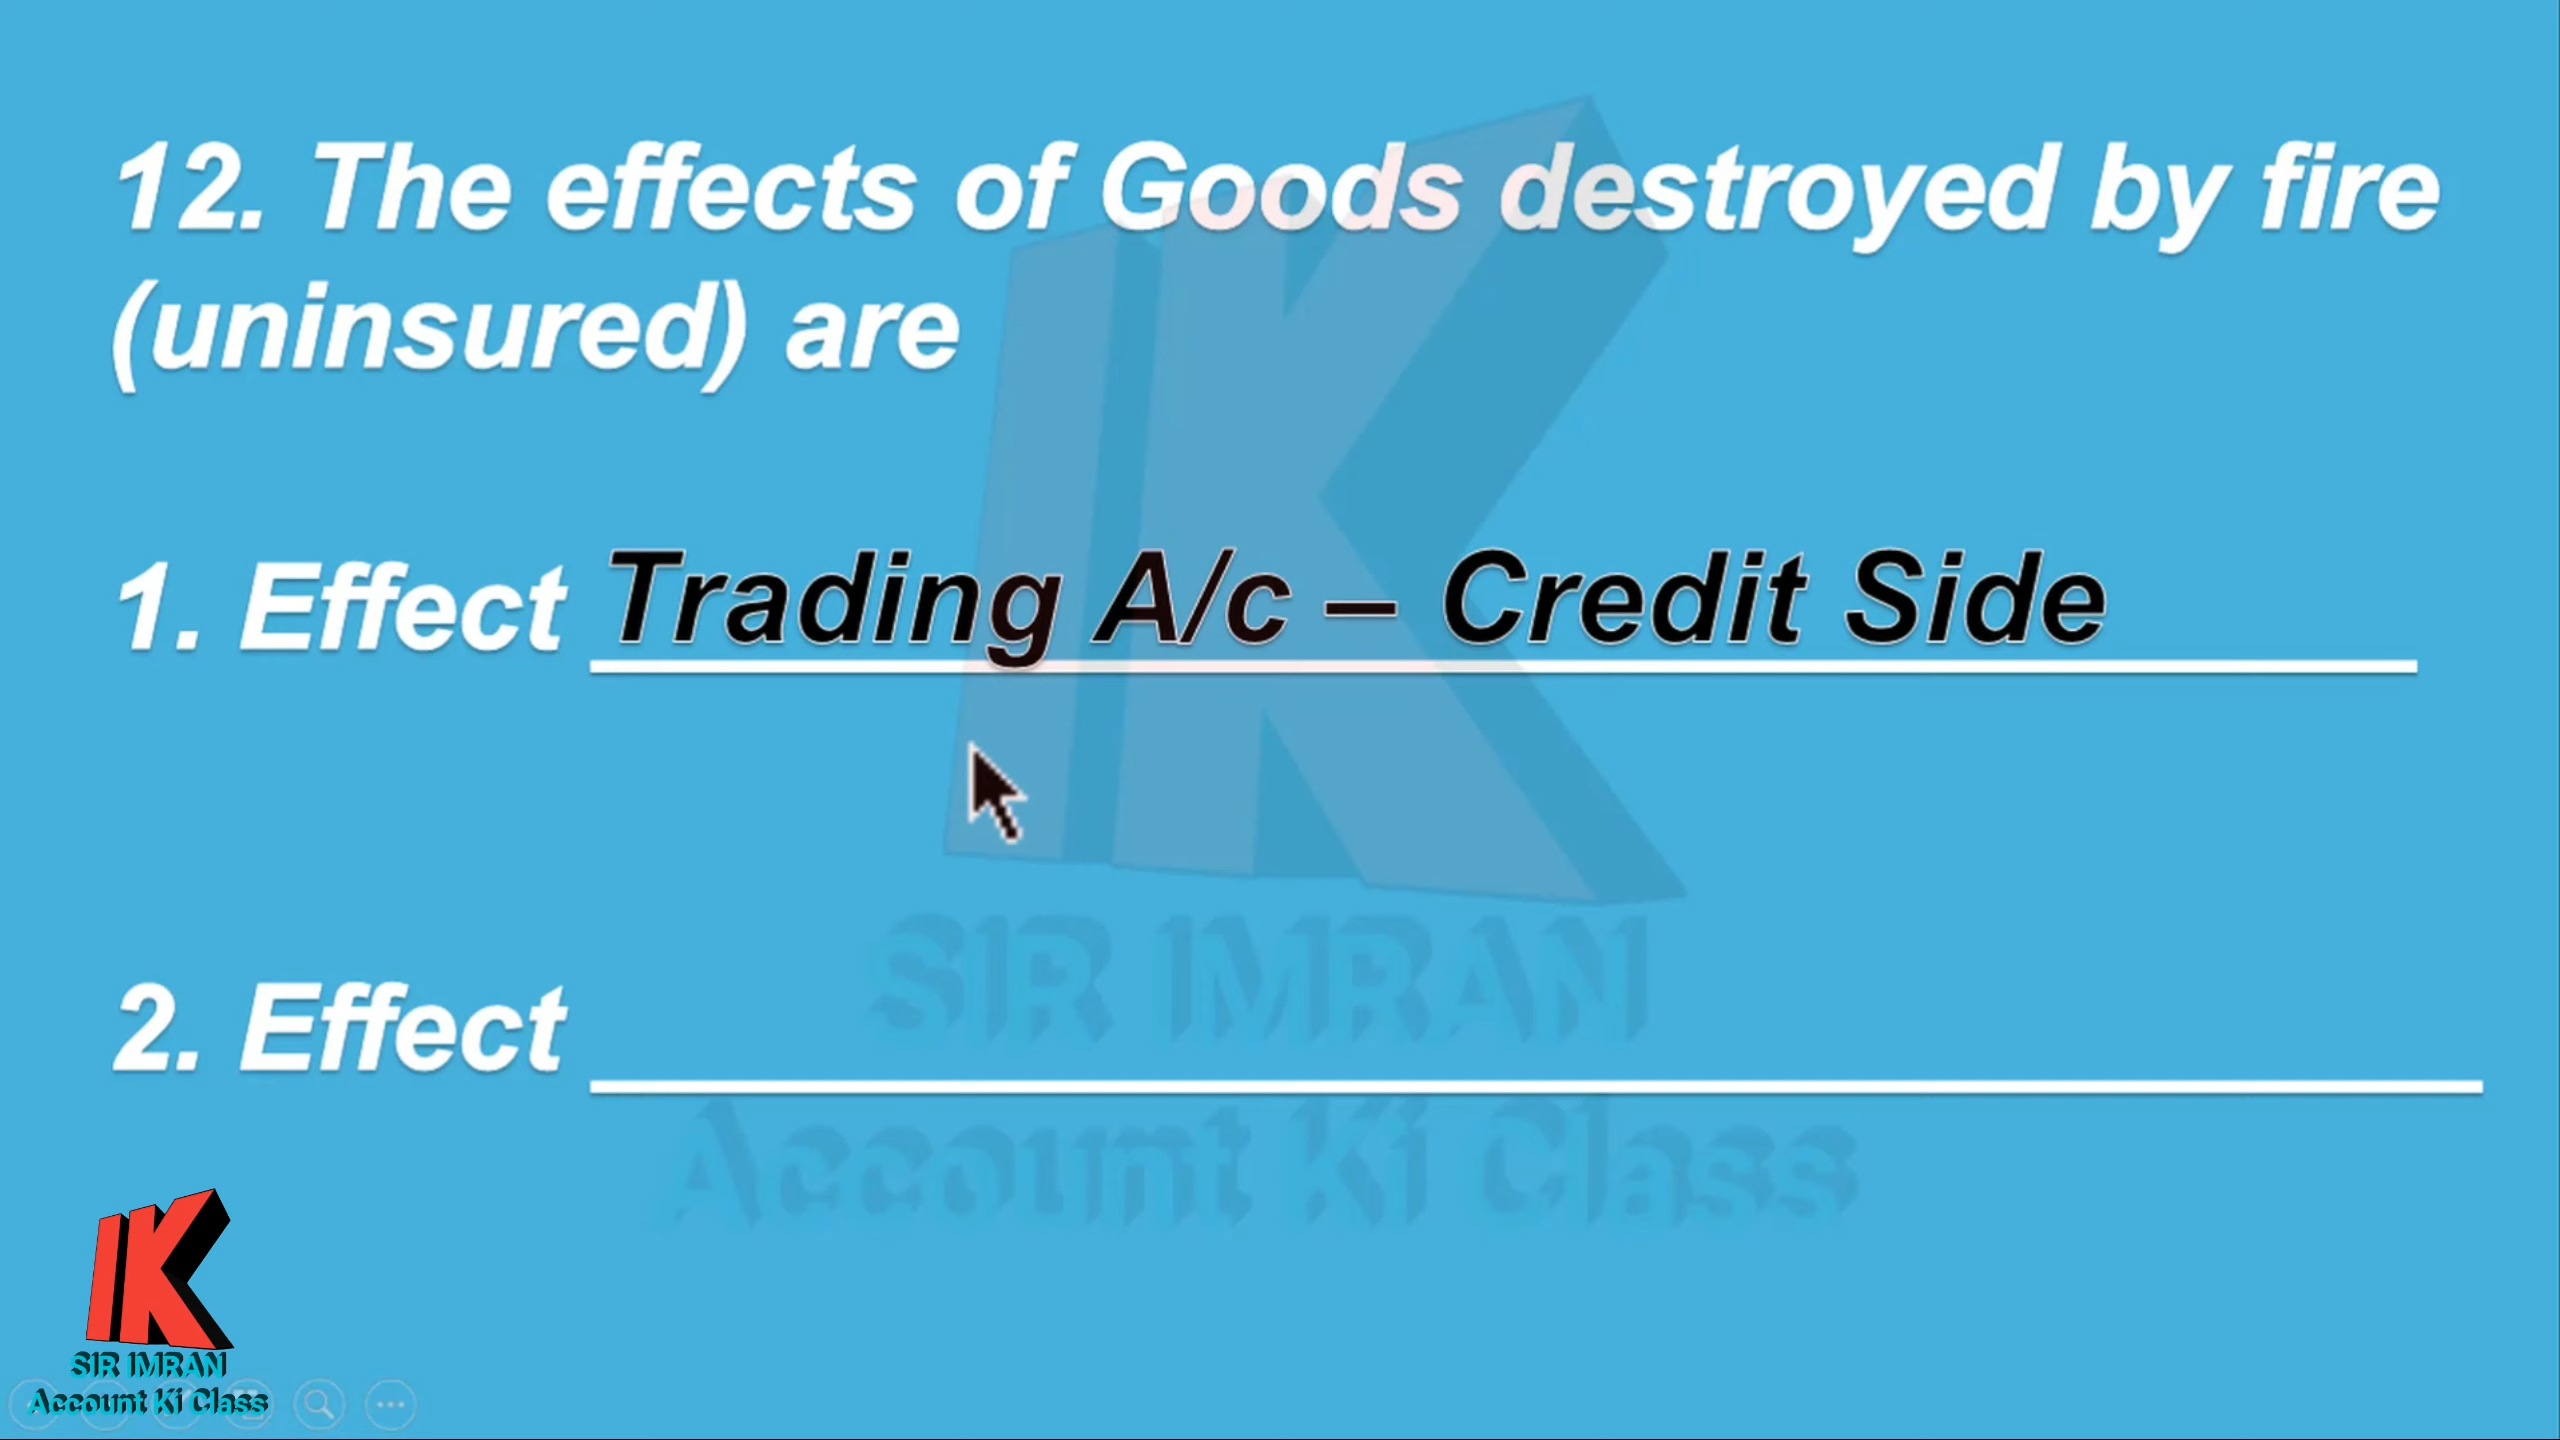 12. The effects of Goods destroyed by fire
(uninsured) are
1. Effect Trading A/c – Credit Side
2. Effect
SIR IMRAN
Account Ki Class
SIR IMRAN
Account Ki Class